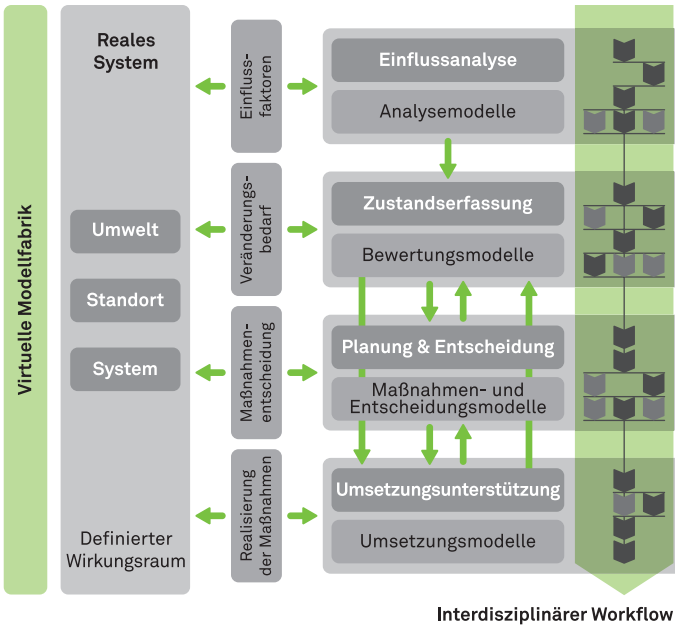 Virtuelle Modellfabrik
Reales
System
Umwelt
Standort
System
Definierter
Wirkungsraum
Einfluss-
faktoren
Veränderungs-
bedarf
Maßnahmen-
entscheidung
Realisierung
der Maßnahmen
Einflussanalyse
Analysemodelle
Zustandserfassung
Bewertungsmodelle
Planung & Entscheidung
Maßnahmen- und
Entscheidungsmodelle
Umsetzungsunterstützung
Umsetzungsmodelle
Interdisziplinärer Workflow